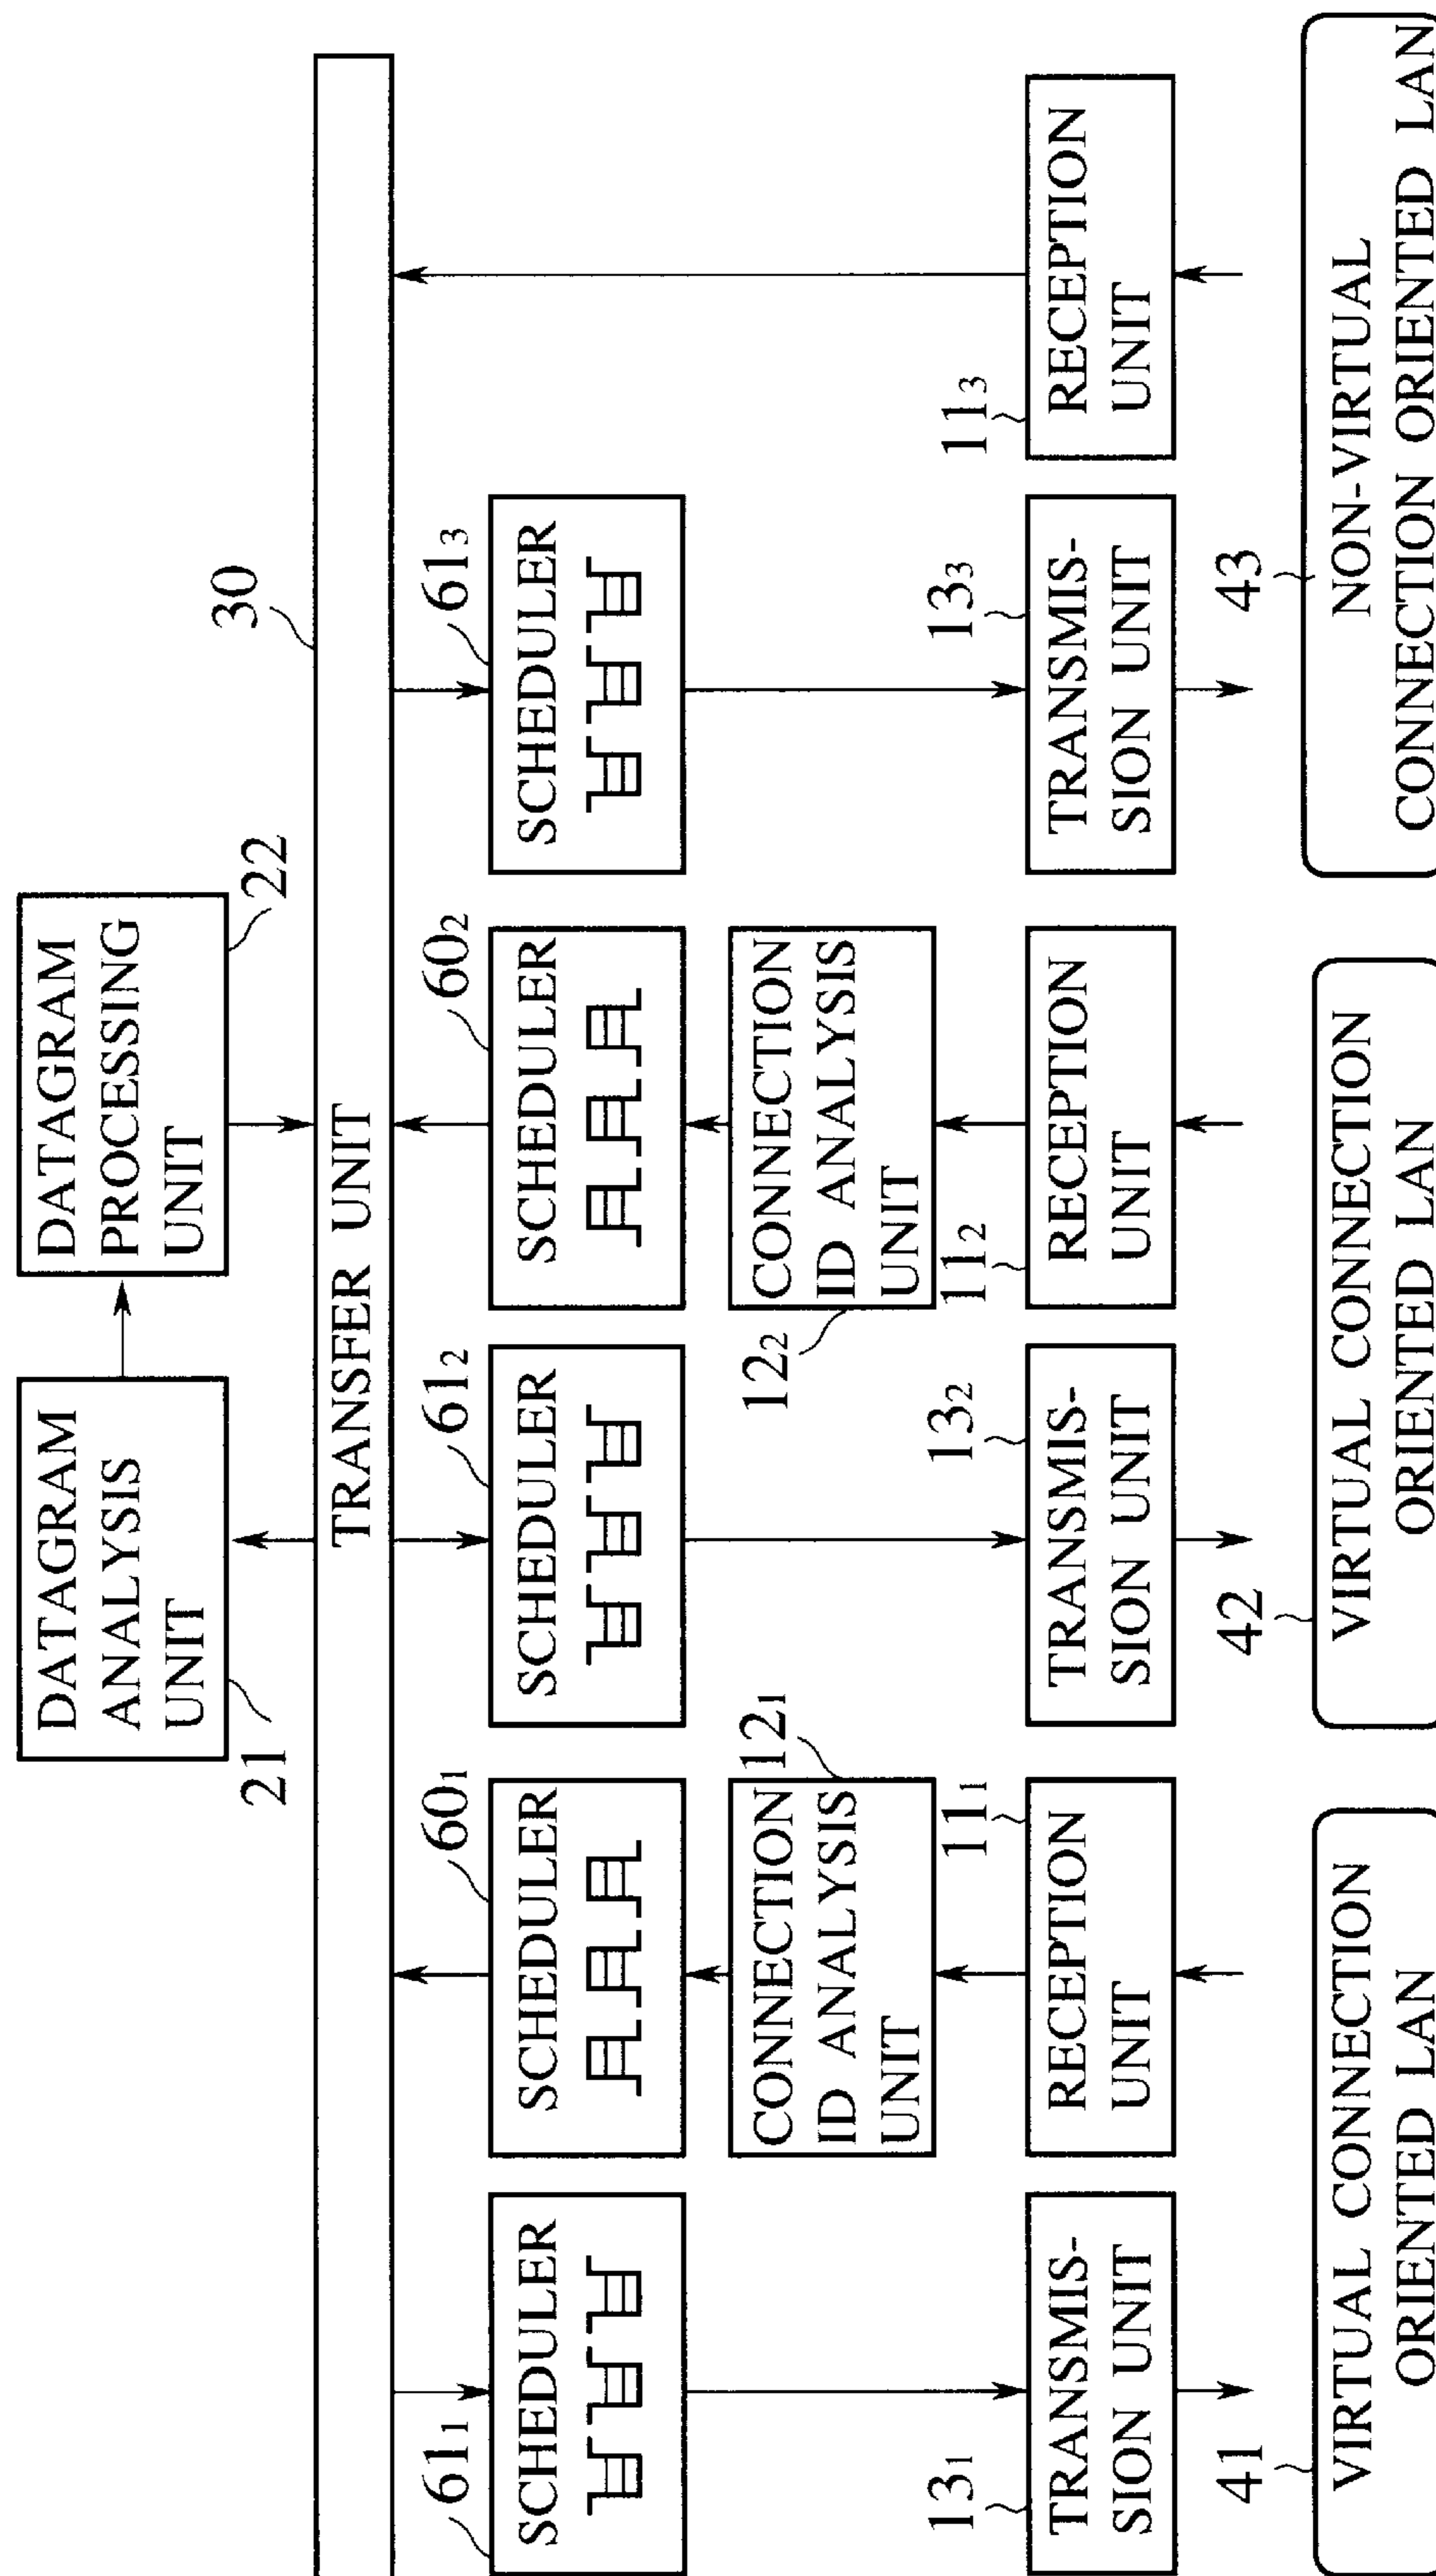 21
DATAGRAM
ANALYSIS
UNIT
DATAGRAM
PROCESSING
UNIT
22
30
TRANSFER UNIT
61₁
SCHEDULER
60₁
SCHEDULER
61₂
SCHEDULER
60₂
SCHEDULER
61₃
SCHEDULER
12₁
CONNECTION
ID ANALYSIS
UNIT
12₂
CONNECTION
ID ANALYSIS
UNIT
13₁
TRANSMIS-
SION UNIT
11₁
RECEPTION
UNIT
13₂
TRANSMIS-
SION UNIT
11₂
RECEPTION
UNIT
13₃
TRANSMIS-
SION UNIT
11₃
RECEPTION
UNIT
41
VIRTUAL CONNECTION
ORIENTED LAN
42
VIRTUAL CONNECTION
ORIENTED LAN
43
NON-VIRTUAL
CONNECTION ORIENTED LAN